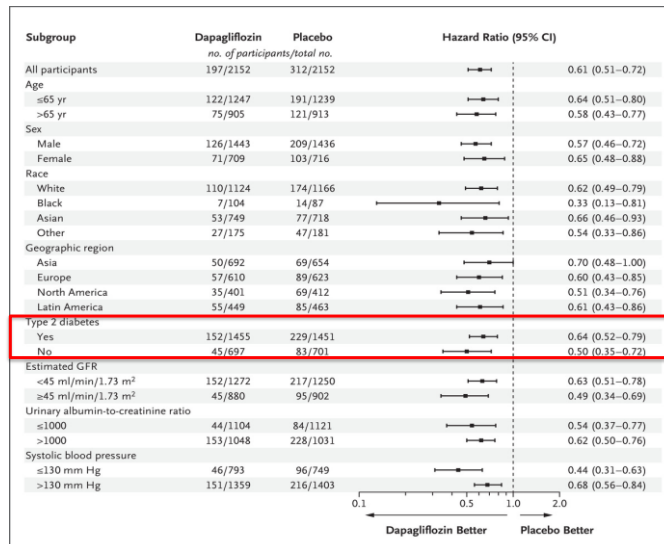 Subgroup Dapagliflozin Placebo Hazard Ratio (95% CI)
no. of participants/total no.
All participants 197/2152 312/2152 0.61 (0.51–0.72)
Age
≤65 yr 122/1247 191/1239 0.64 (0.51–0.80)
>65 yr 75/905 121/913 0.58 (0.43–0.77)
Sex
Male 126/1443 209/1436 0.57 (0.46–0.72)
Female 71/709 103/716 0.65 (0.48–0.88)
Race
White 110/1124 174/1166 0.62 (0.49–0.79)
Black 7/104 14/87 0.33 (0.13–0.81)
Asian 53/749 77/718 0.66 (0.46–0.93)
Other 27/175 47/181 0.54 (0.33–0.86)
Geographic region
Asia 50/692 69/654 0.70 (0.48–1.00)
Europe 57/610 89/623 0.60 (0.43–0.85)
North America 35/401 69/412 0.51 (0.34–0.76)
Latin America 55/449 85/463 0.61 (0.43–0.86)
Type 2 diabetes
Yes 152/1455 229/1451 0.64 (0.52–0.79)
No 45/697 83/701 0.50 (0.35–0.72)
Estimated GFR
<45 ml/min/1.73 m² 152/1272 217/1250 0.63 (0.51–0.78)
≥45 ml/min/1.73 m² 45/880 95/902 0.49 (0.34–0.69)
Urinary albumin-to-creatinine ratio
≤1000 44/1104 84/1121 0.54 (0.37–0.77)
>1000 153/1048 228/1031 0.62 (0.50–0.76)
Systolic blood pressure
≤130 mm Hg 46/793 96/749 0.44 (0.31–0.63)
>130 mm Hg 151/1359 216/1403 0.68 (0.56–0.84)
0.1 0.5 1.0 2.0
Dapagliflozin Better Placebo Better